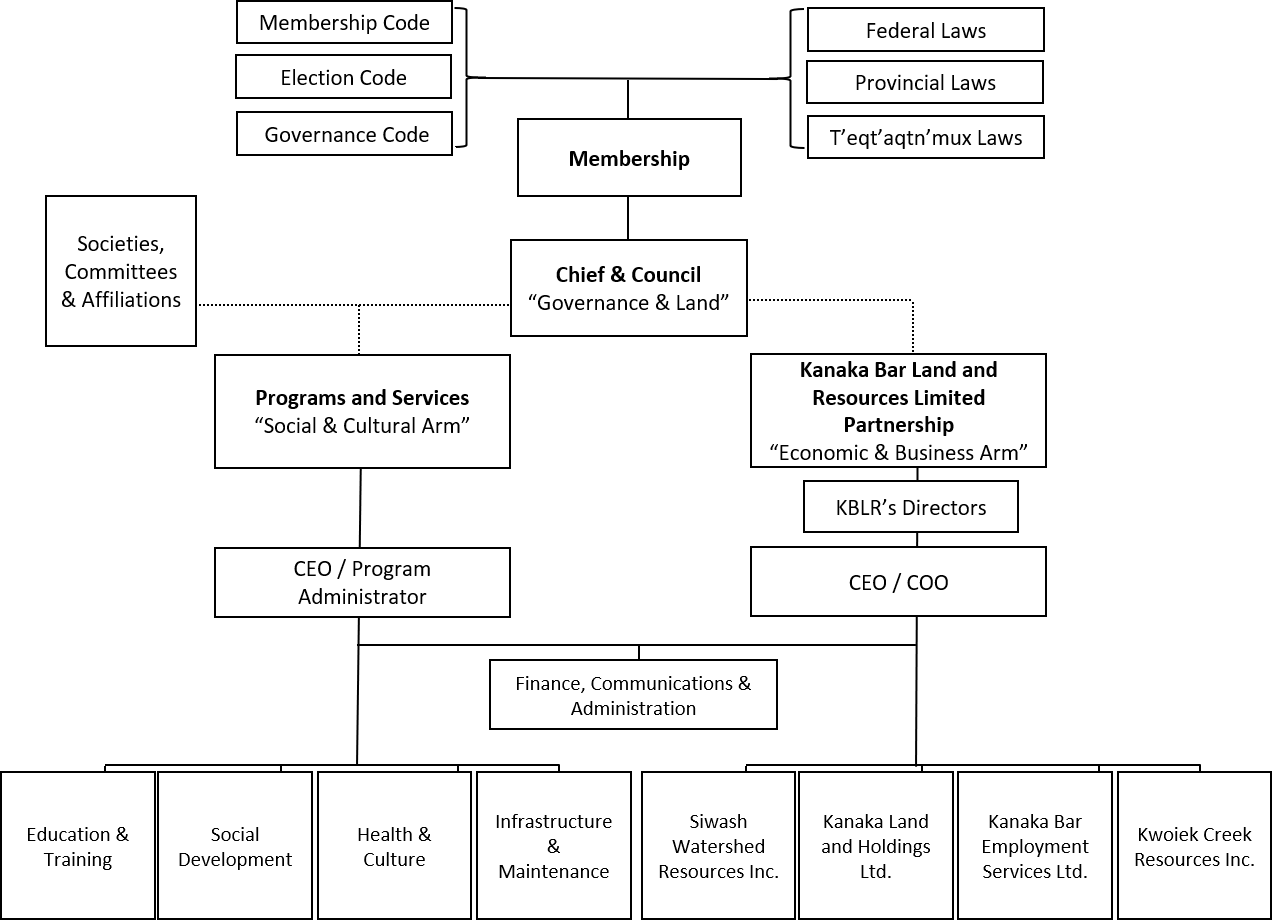 Membership Code
Election Code
Governance Code
Federal Laws
Provincial Laws
T’eqt’aqtn’mux Laws
Membership
Societies,
Committees
& Affiliations
Chief & Council
“Governance & Land”
Programs and Services
“Social & Cultural Arm”
Kanaka Bar Land and
Resources Limited
Partnership
“Economic & Business Arm”
KBLR’s Directors
CEO / Program
Administrator
CEO / COO
Finance, Communications &
Administration
Education &
Training
Social
Development
Health &
Culture
Infrastructure
&
Maintenance
Siwash
Watershed
Resources Inc.
Kanaka Land
and Holdings
Ltd.
Kanaka Bar
Employment
Services Ltd.
Kwoiek Creek
Resources Inc.